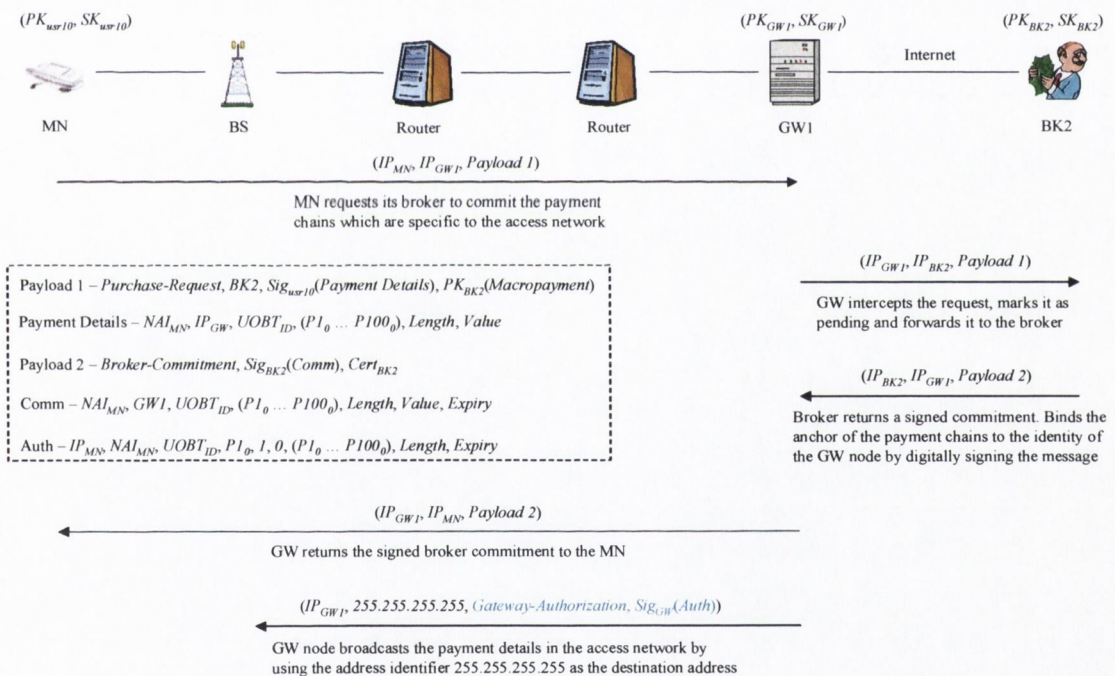 (PK_usr10, SK_usr10)
(PK_GW1, SK_GW1)
(PK_BK2, SK_BK2)
Internet
MN
BS
Router
Router
GW1
BK2
(IP_MN, IP_GW1, Payload 1)
MN requests its broker to commit the payment
chains which are specific to the access network
(IP_GW1, IP_BK2, Payload 1)
GW intercepts the request, marks it as
pending and forwards it to the broker
Payload 1 – Purchase-Request, BK2, Sig_usr10(Payment Details), PK_BK2(Macropayment)
Payment Details – NAI_MN, IP_GW, UOBT_ID, (P1_0 ... P100_0), Length, Value
Payload 2 – Broker-Commitment, Sig_BK2(Comm), Cert_BK2
Comm – NAI_MN, GW1, UOBT_ID, (P1_0 ... P100_0), Length, Value, Expiry
Auth – IP_MN, NAI_MN, UOBT_ID, P1_0, 1, 0, (P1_0 ... P100_0), Length, Expiry
(IP_BK2, IP_GW1, Payload 2)
Broker returns a signed commitment. Binds the
anchor of the payment chains to the identity of
the GW node by digitally signing the message
(IP_GW1, IP_MN, Payload 2)
GW returns the signed broker commitment to the MN
(IP_GW1, 255.255.255.255, Gateway-Authorization, Sig_GW(Auth))
GW node broadcasts the payment details in the access network by
using the address identifier 255.255.255.255 as the destination address